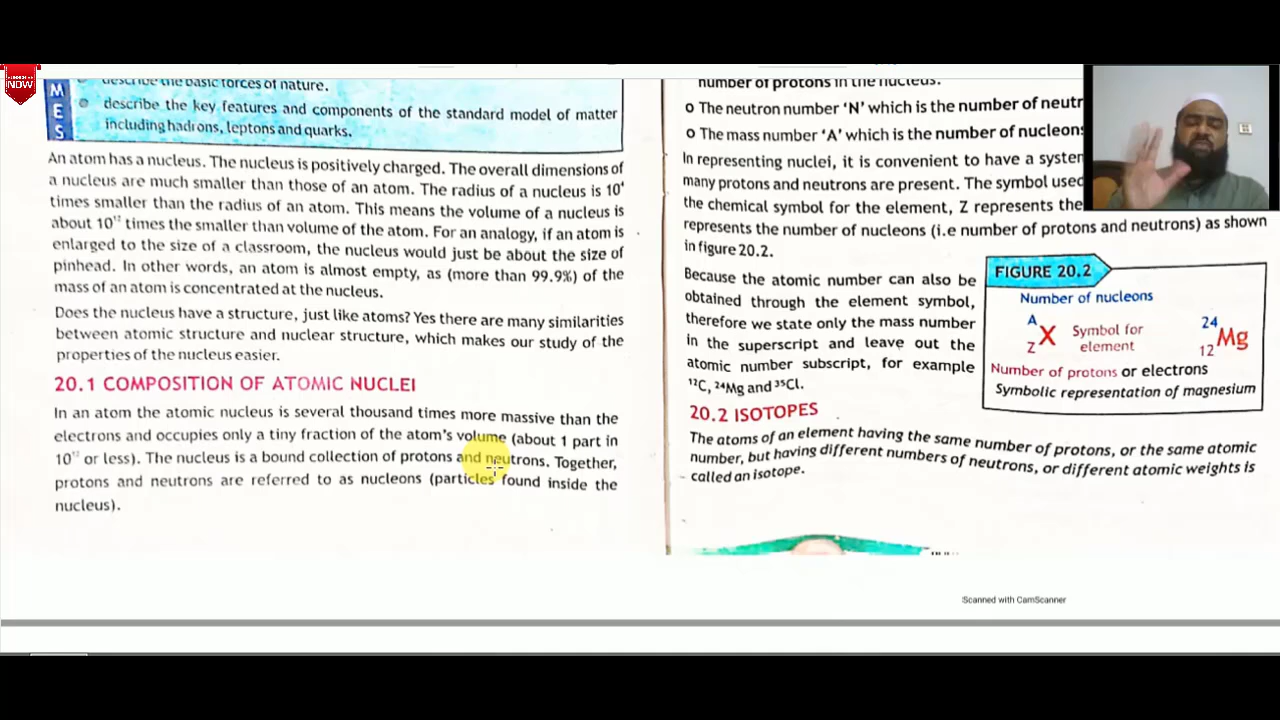 NDW
M
E
S
describe the basic forces of nature.
describe the key features and components of the standard model of matter
including hadrons, leptons and quarks.
An atom has a nucleus. The nucleus is positively charged. The overall dimensions of
a nucleus are much smaller than those of an atom. The radius of a nucleus is 10⁴
times smaller than the radius of an atom. This means the volume of a nucleus is
about 10¹² times the smaller than volume of the atom. For an analogy, if an atom is
enlarged to the size of a classroom, the nucleus would just be about the size of
pinhead. In other words, an atom is almost empty, as (more than 99.9%) of the
mass of an atom is concentrated at the nucleus.
Does the nucleus have a structure, just like atoms? Yes there are many similarities
between atomic structure and nuclear structure, which makes our study of the
properties of the nucleus easier.
20.1 COMPOSITION OF ATOMIC NUCLEI
In an atom the atomic nucleus is several thousand times more massive than the
electrons and occupies only a tiny fraction of the atom's volume (about 1 part in
10¹² or less). The nucleus is a bound collection of protons and neutrons. Together,
protons and neutrons are referred to as nucleons (particles found inside the
nucleus).
number of protons in the nucleus.
o The neutron number 'N' which is the number of neutr
o The mass number 'A' which is the number of nucleon
In representing nuclei, it is convenient to have a syste
many protons and neutrons are present. The symbol used
the chemical symbol for the element, Z represents the
represents the number of nucleons (i.e number of protons and neutrons) as shown
in figure 20.2.
Because the atomic number can also be
obtained through the element symbol,
therefore we state only the mass number
in the superscript and leave out the
atomic number subscript, for example
¹²C, ²⁴Mg and ³⁵Cl.
FIGURE 20.2
Number of nucleons
A
Z X Symbol for
element
24
12 Mg
Number of protons or electrons
Symbolic representation of magnesium
20.2 ISOTOPES
The atoms of an element having the same number of protons, or the same atomic
number, but having different numbers of neutrons, or different atomic weights is
called an isotope.
Scanned with CamScanner